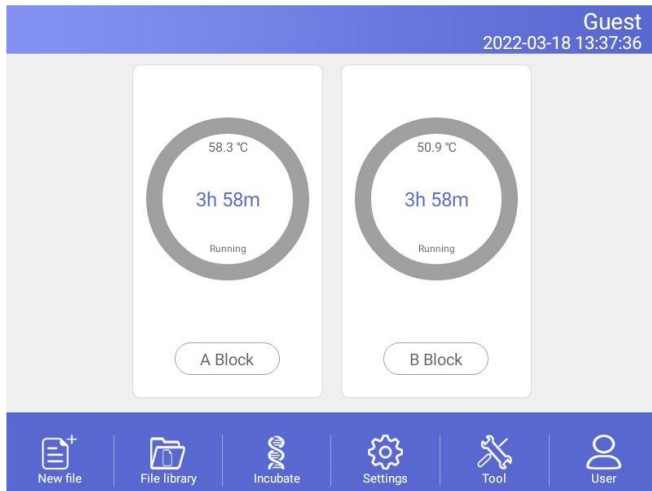 Guest
2022-03-18 13:37:36
58.3 ℃
3h 58m
Running
A Block
50.9 ℃
3h 58m
Running
B Block
New file
File library
Incubate
Settings
Tool
User